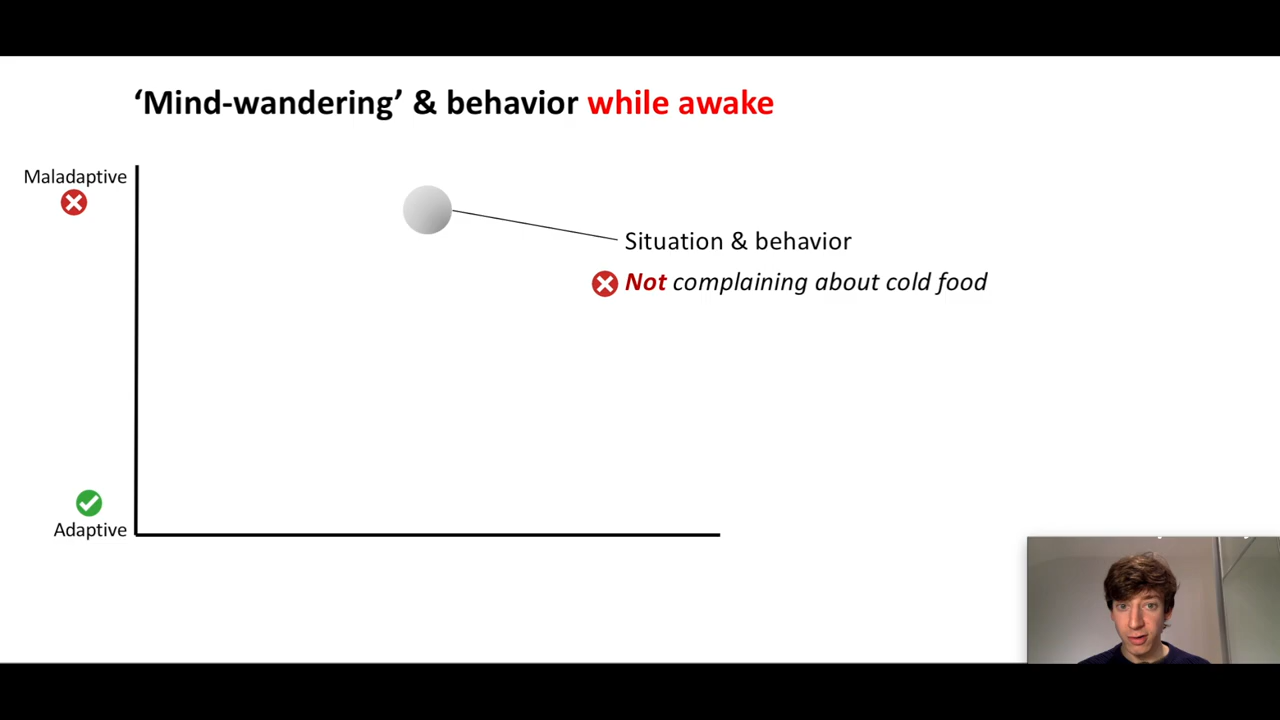 ‘Mind-wandering’ & behavior while awake
Maladaptive
Situation & behavior
Not complaining about cold food
Adaptive